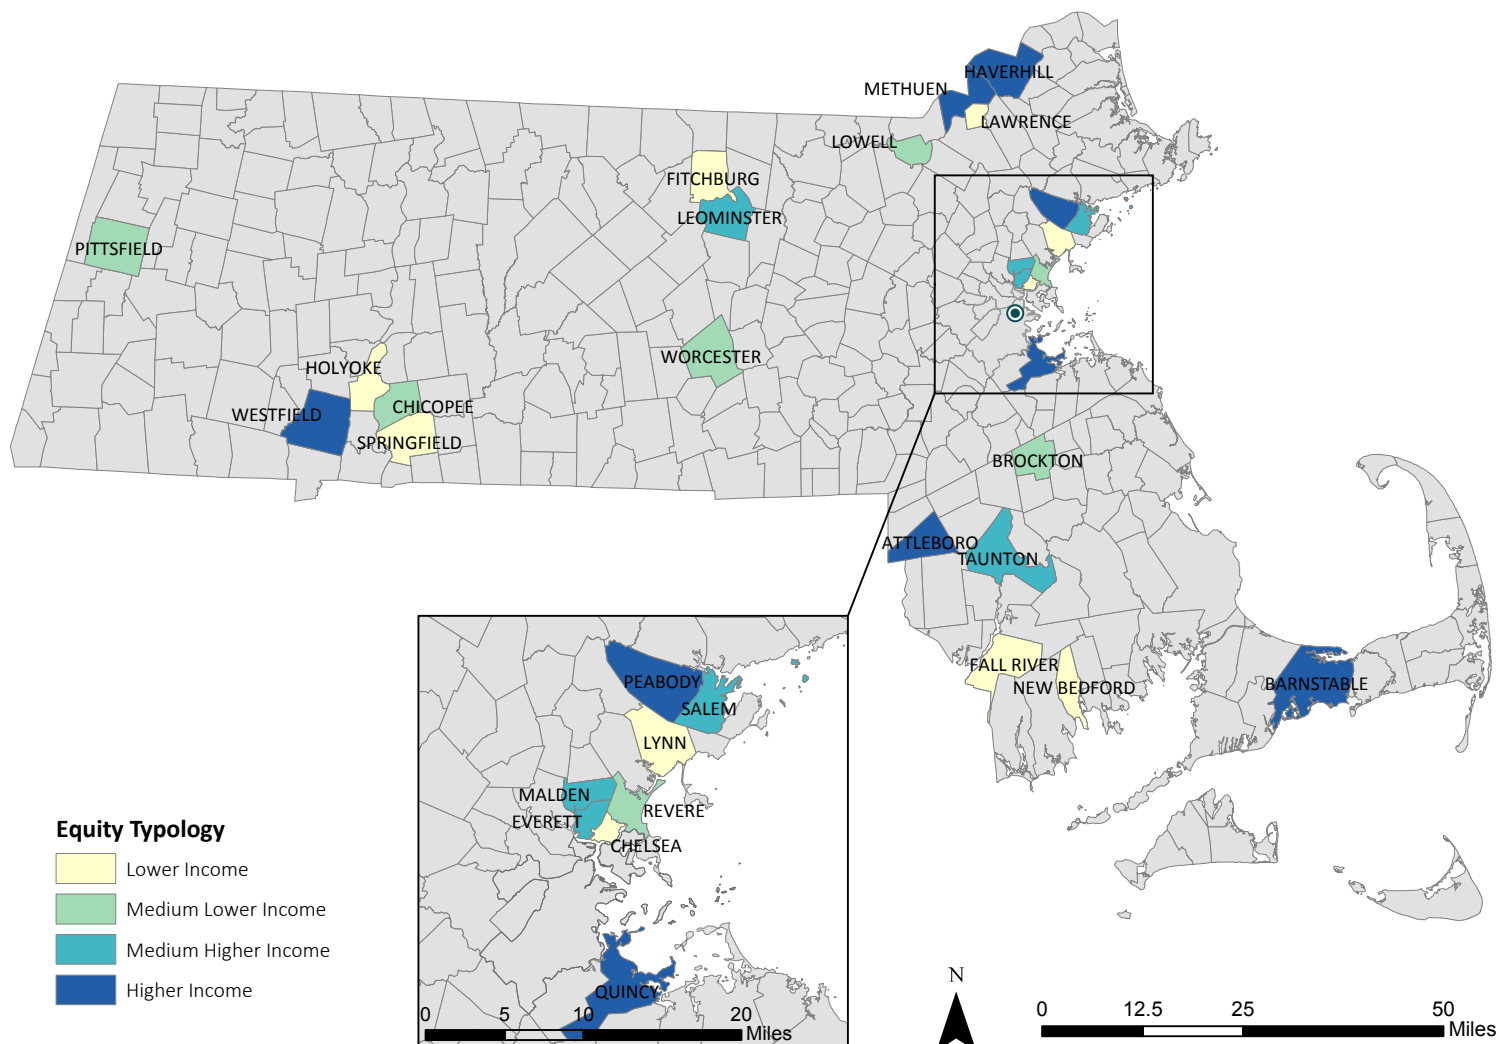 HAVERHILL
METHUEN
LAWRENCE
LOWELL
FITCHBURG
LEOMINSTER
PITTSFIELD
WORCESTER
HOLYOKE
CHICOPEE
WESTFIELD
SPRINGFIELD
BROCKTON
ATTLEBORO
TAUNTON
FALL RIVER
NEW BEDFORD
BARNSTABLE
PEABODY
SALEM
LYNN
MALDEN
REVERE
EVERETT
CHELSEA
QUINCY
0 5 10 20
Miles
Equity Typology
Lower Income
Medium Lower Income
Medium Higher Income
Higher Income
N
0 12.5 25 50
Miles